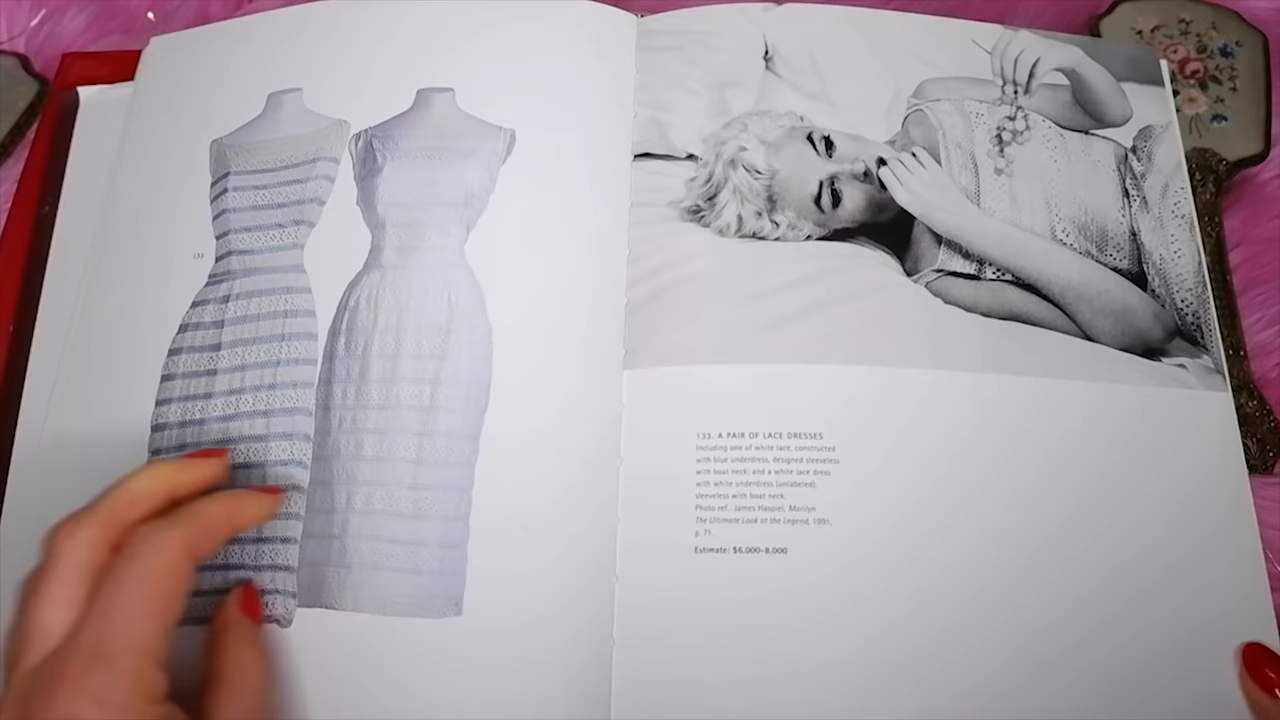 133
133. A PAIR OF LACE DRESSES
Including one of white lace, constructed
with blue underdress, designed sleeveless
with boat neck; and a white lace dress
with white underdress (unlabeled);
sleeveless with boat neck.
Photo ref.: James Haspiel, Marilyn
The Ultimate Look at the Legend, 1991,
p. 71.
Estimate: $6,000–8,000